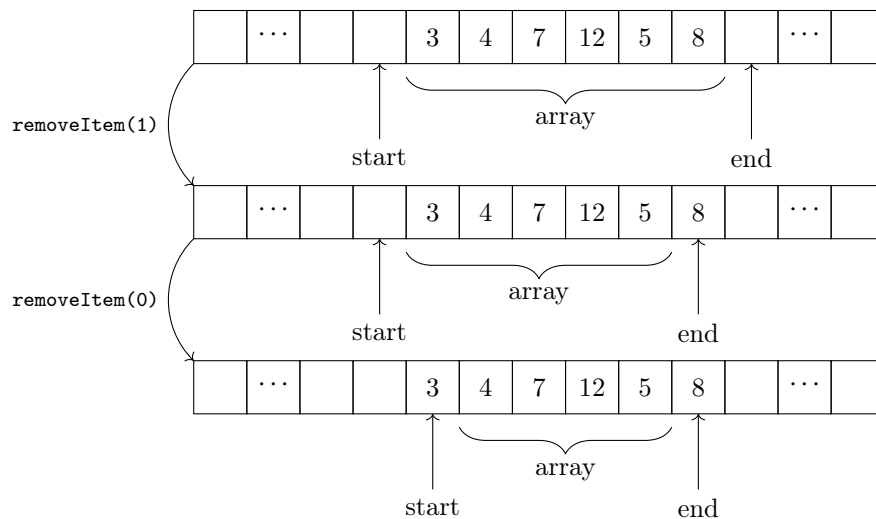 ⋯ 3 4 7 12 5 8 ⋯
array
removeItem(1)
start end
⋯ 3 4 7 12 5 8 ⋯
array
removeItem(0)
start end
⋯ 3 4 7 12 5 8 ⋯
array
start end